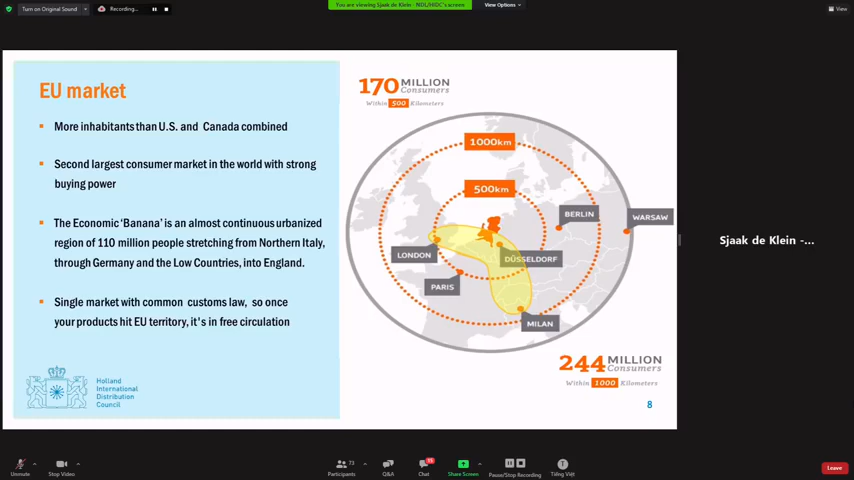 Turn on Original Sound
Recording...
You are viewing Sjaak de Klein - NDL/HIDC's screen
View Options
View
EU market
More inhabitants than U.S. and Canada combined
Second largest consumer market in the world with strong
buying power
The Economic 'Banana' is an almost continuous urbanized
region of 110 million people stretching from Northern Italy,
through Germany and the Low Countries, into England.
Single market with common customs law, so once
your products hit EU territory, it's in free circulation
Holland
International
Distribution
Council
170 MILLION
Consumers
Within 500 Kilometers
1000km
500km
BERLIN
WARSAW
LONDON
DÜSSELDORF
PARIS
MILAN
244 MILLION
Consumers
Within 1000 Kilometers
8
Sjaak de Klein -...
Unmute
Stop Video
Participants
73
Q&A
Chat
15
Share Screen
Pause/Stop Recording
Tiếng Việt
Leave